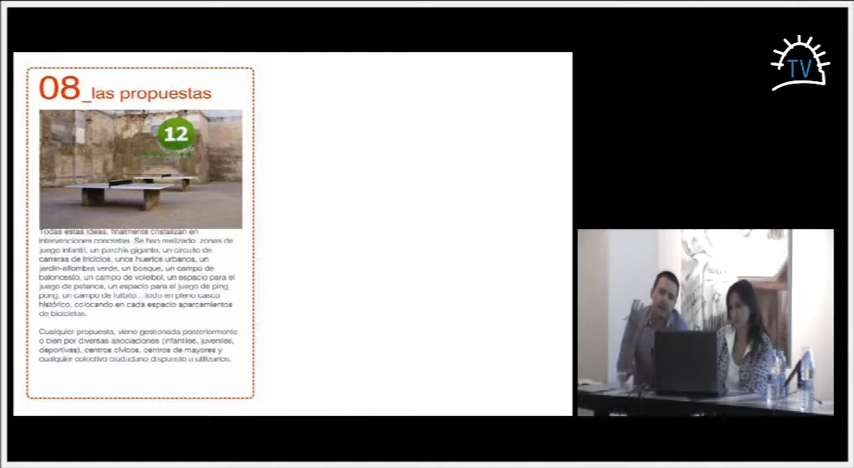 TV
08_las propuestas
12
Todas estas ideas, finalmente cristalizan en
intervenciones concretas. Se han realizado zonas de
juego infantil, un parchís gigante, un circuito de
carreras de triciclos, unos huertos urbanos, un
jardín-alfombra verde, un bosque, un campo de
baloncesto, un campo de voleibol, un espacio para el
juego de petanca, un espacio para el juego de ping
pong, un campo de futbito...todo en pleno casco
histórico, colocando en cada espacio aparcamientos
de bicicletas.
Cualquier propuesta, viene gestionada posteriormente
o bien por diversas asociaciones (infantiles, juveniles,
deportivas), centros cívicos, centros de mayores y
cualquier colectivo ciudadano dispuesto a utilizarlos.